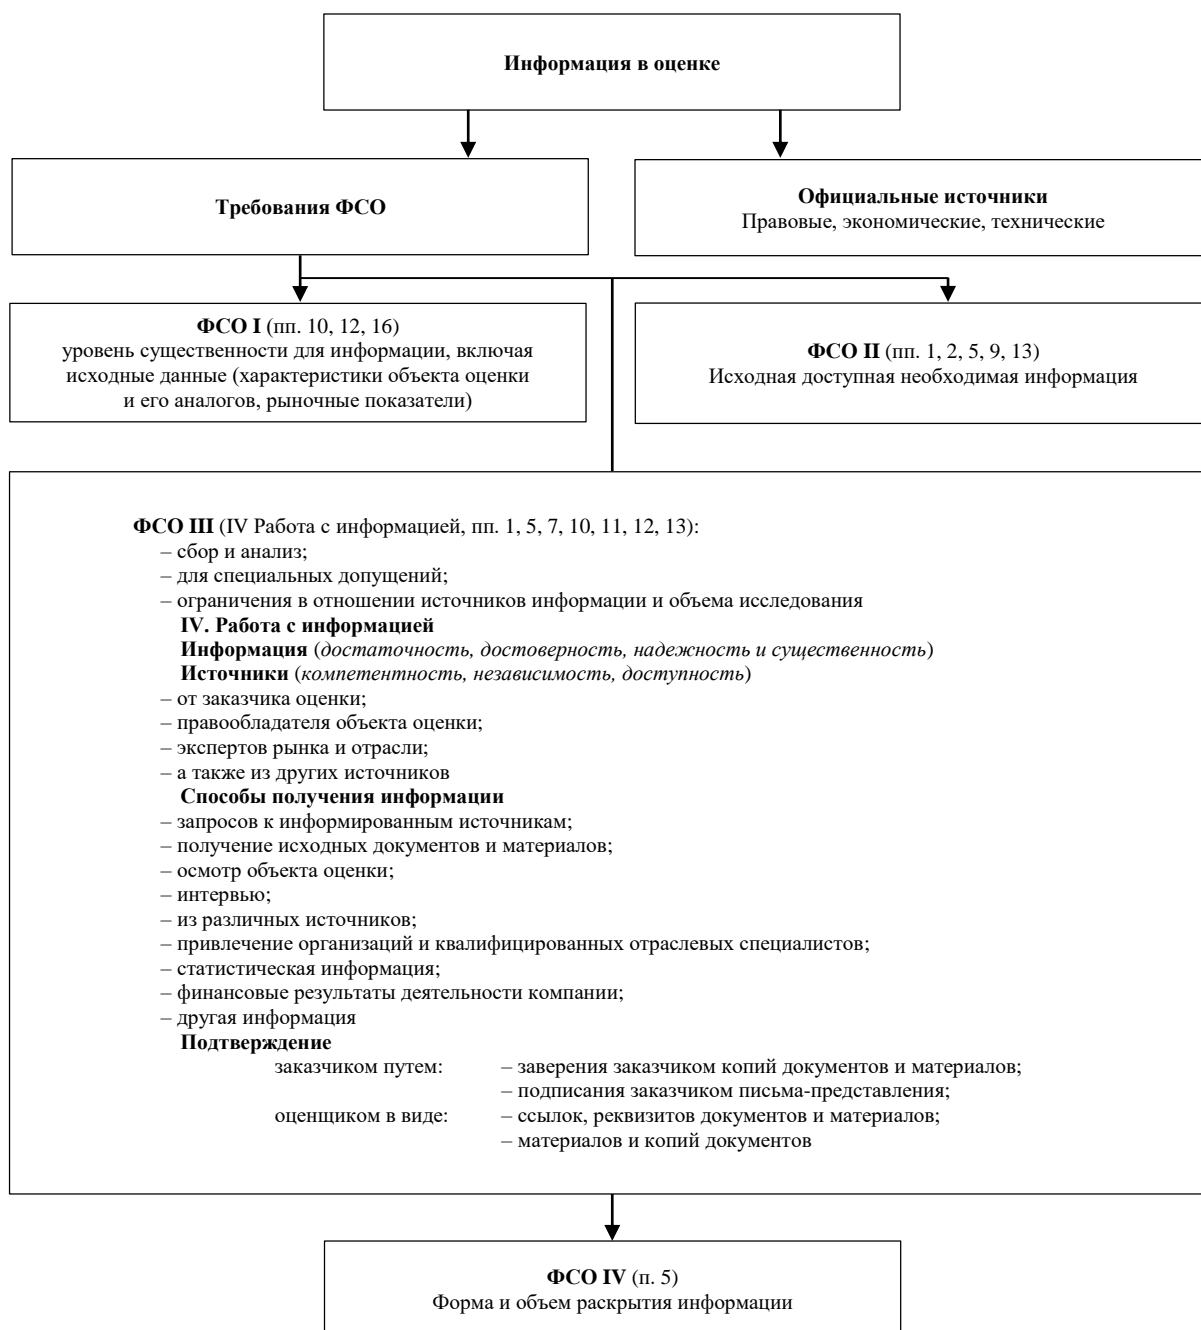 Информация в оценке
Требования ФСО
Официальные источники
Правовые, экономические, технические
ФСО I (пп. 10, 12, 16)
уровень существенности для информации, включая
исходные данные (характеристики объекта оценки
и его аналогов, рыночные показатели)
ФСО II (пп. 1, 2, 5, 9, 13)
Исходная доступная необходимая информация
ФСО III (IV Работа с информацией, пп. 1, 5, 7, 10, 11, 12, 13):
– сбор и анализ;
– для специальных допущений;
– ограничения в отношении источников информации и объема исследования
IV. Работа с информацией
Информация (достаточность, достоверность, надежность и существенность)
Источники (компетентность, независимость, доступность)
– от заказчика оценки;
– правообладателя объекта оценки;
– экспертов рынка и отрасли;
– а также из других источников
Способы получения информации
– запросов к информированным источникам;
– получение исходных документов и материалов;
– осмотр объекта оценки;
– интервью;
– из различных источников;
– привлечение организаций и квалифицированных отраслевых специалистов;
– статистическая информация;
– финансовые результаты деятельности компании;
– другая информация
Подтверждение
заказчиком путем: – заверения заказчиком копий документов и материалов;
– подписания заказчиком письма-представления;
оценщиком в виде: – ссылок, реквизитов документов и материалов;
– материалов и копий документов
ФСО IV (п. 5)
Форма и объем раскрытия информации